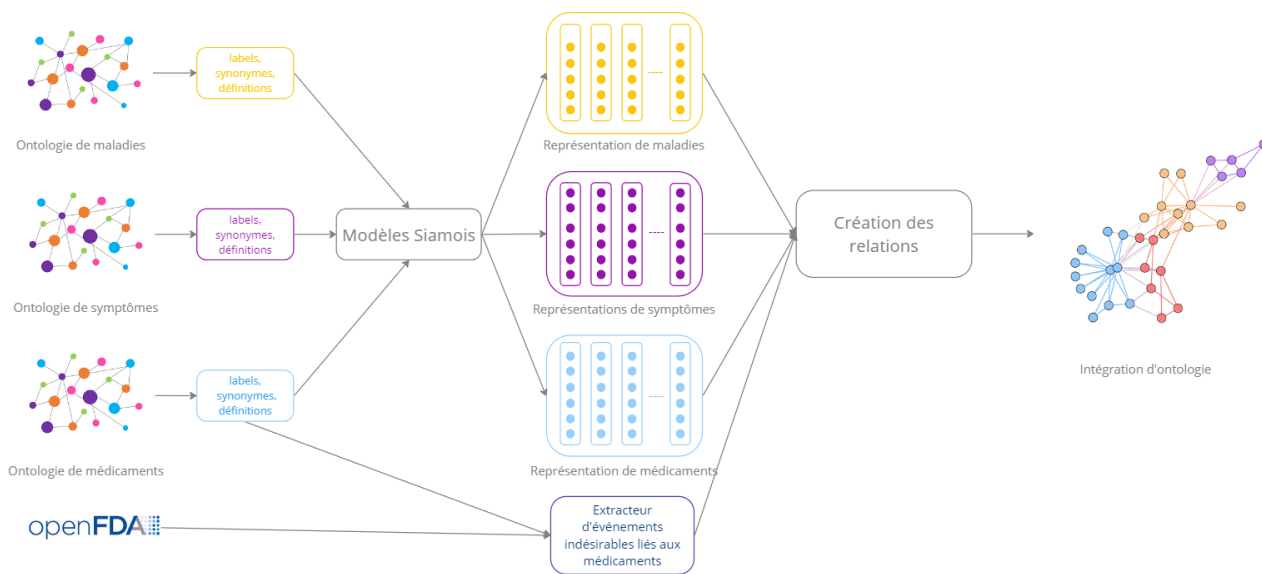 labels,
synonymes,
définitions
Ontologie de maladies
Représentation de maladies
labels,
synonymes,
définitions
Ontologie de symptômes
Modèles Siamois
Représentations de symptômes
Création des
relations
labels,
synonymes,
définitions
Ontologie de médicaments
Représentation de médicaments
Intégration d'ontologie
openFDA
Extracteur
d'événements
indésirables liés aux
médicaments